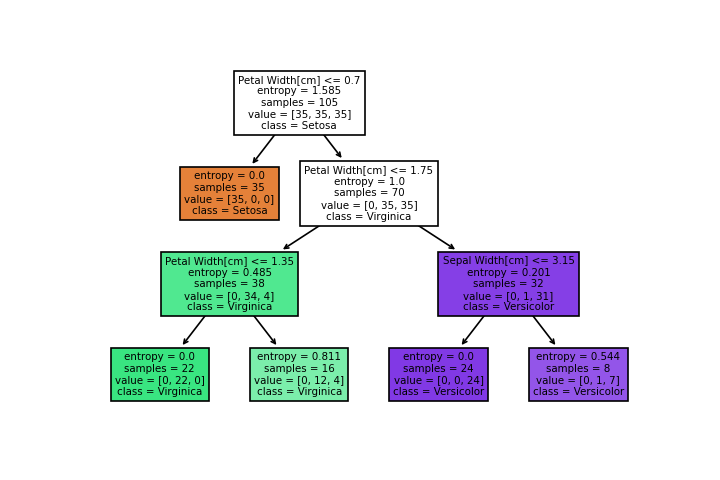 Petal Width[cm] <= 0.7
entropy = 1.585
samples = 105
value = [35, 35, 35]
class = Setosa
entropy = 0.0
samples = 35
value = [35, 0, 0]
class = Setosa
Petal Width[cm] <= 1.75
entropy = 1.0
samples = 70
value = [0, 35, 35]
class = Virginica
Petal Width[cm] <= 1.35
entropy = 0.485
samples = 38
value = [0, 34, 4]
class = Virginica
Sepal Width[cm] <= 3.15
entropy = 0.201
samples = 32
value = [0, 1, 31]
class = Versicolor
entropy = 0.0
samples = 22
value = [0, 22, 0]
class = Virginica
entropy = 0.811
samples = 16
value = [0, 12, 4]
class = Virginica
entropy = 0.0
samples = 24
value = [0, 0, 24]
class = Versicolor
entropy = 0.544
samples = 8
value = [0, 1, 7]
class = Versicolor